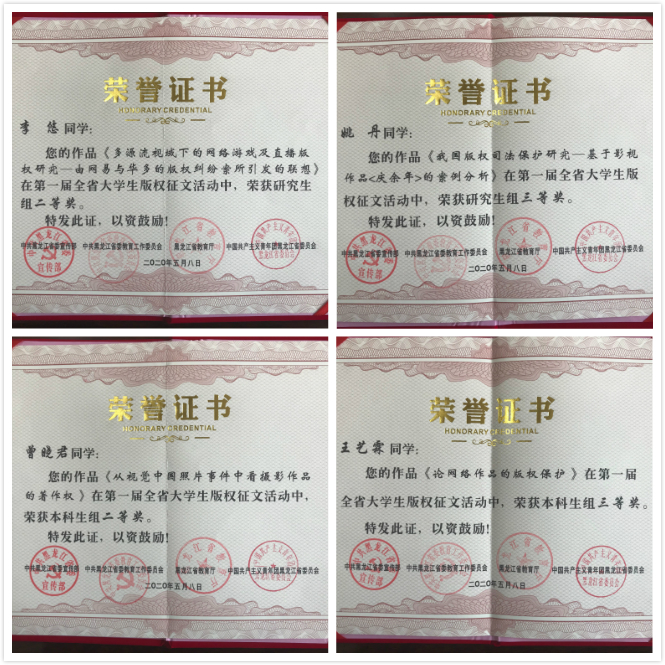 荣誉证书
HONORARY CREDENTIAL
李 悠同学：
您的作品《多源流视域下的网络游戏及直播版
权研究—由网易与华多的版权纠纷案所引发的联想》
在第一届全省大学生版权征文活动中，荣获研究生
组二等奖。
特发此证，以资鼓励！
中共黑龙江省委宣传部 中共黑龙江省委教育工作委员会 黑龙江省教育厅 中国共产主义青年团黑龙江省委员会
二〇二〇年五月八日
荣誉证书
HONORARY CREDENTIAL
姚 丹同学：
您的作品《我国版权司法保护研究—基于影视
作品<庆余年>的案例分析》在第一届全省大学生版
权征文活动中，荣获研究生组三等奖。
特发此证，以资鼓励！
中共黑龙江省委宣传部 中共黑龙江省委教育工作委员会 黑龙江省教育厅 中国共产主义青年团黑龙江省委员会
二〇二〇年五月八日
荣誉证书
HONORARY CREDENTIAL
曾晓君同学：
您的作品《从视觉中国照片事件中看摄影作品
的著作权》在第一届全省大学生版权征文活动中，
荣获本科生组二等奖。
特发此证，以资鼓励！
中共黑龙江省委宣传部 中共黑龙江省委教育工作委员会 黑龙江省教育厅 中国共产主义青年团黑龙江省委员会
二〇二〇年五月八日
荣誉证书
HONORARY CREDENTIAL
王艺霖同学：
您的作品《论网络作品的版权保护》在第一届
全省大学生版权征文活动中，荣获本科生组三等奖。
特发此证，以资鼓励！
中共黑龙江省委宣传部 中共黑龙江省委教育工作委员会 黑龙江省教育厅 中国共产主义青年团黑龙江省委员会
二〇二〇年五月八日